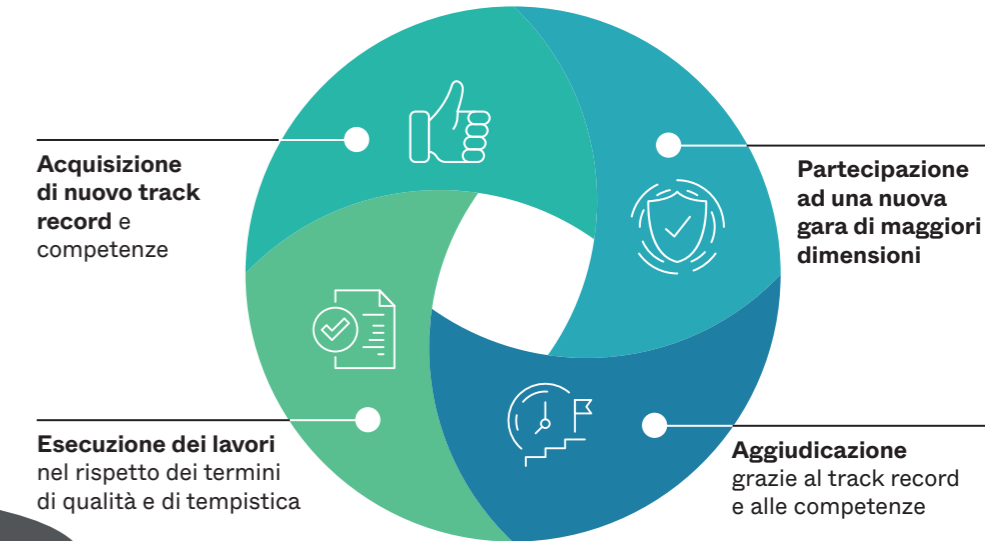 Acquisizione
di nuovo track
record e
competenze
Partecipazione
ad una nuova
gara di maggiori
dimensioni
Esecuzione dei lavori
nel rispetto dei termini
di qualità e di tempistica
Aggiudicazione
grazie al track record
e alle competenze